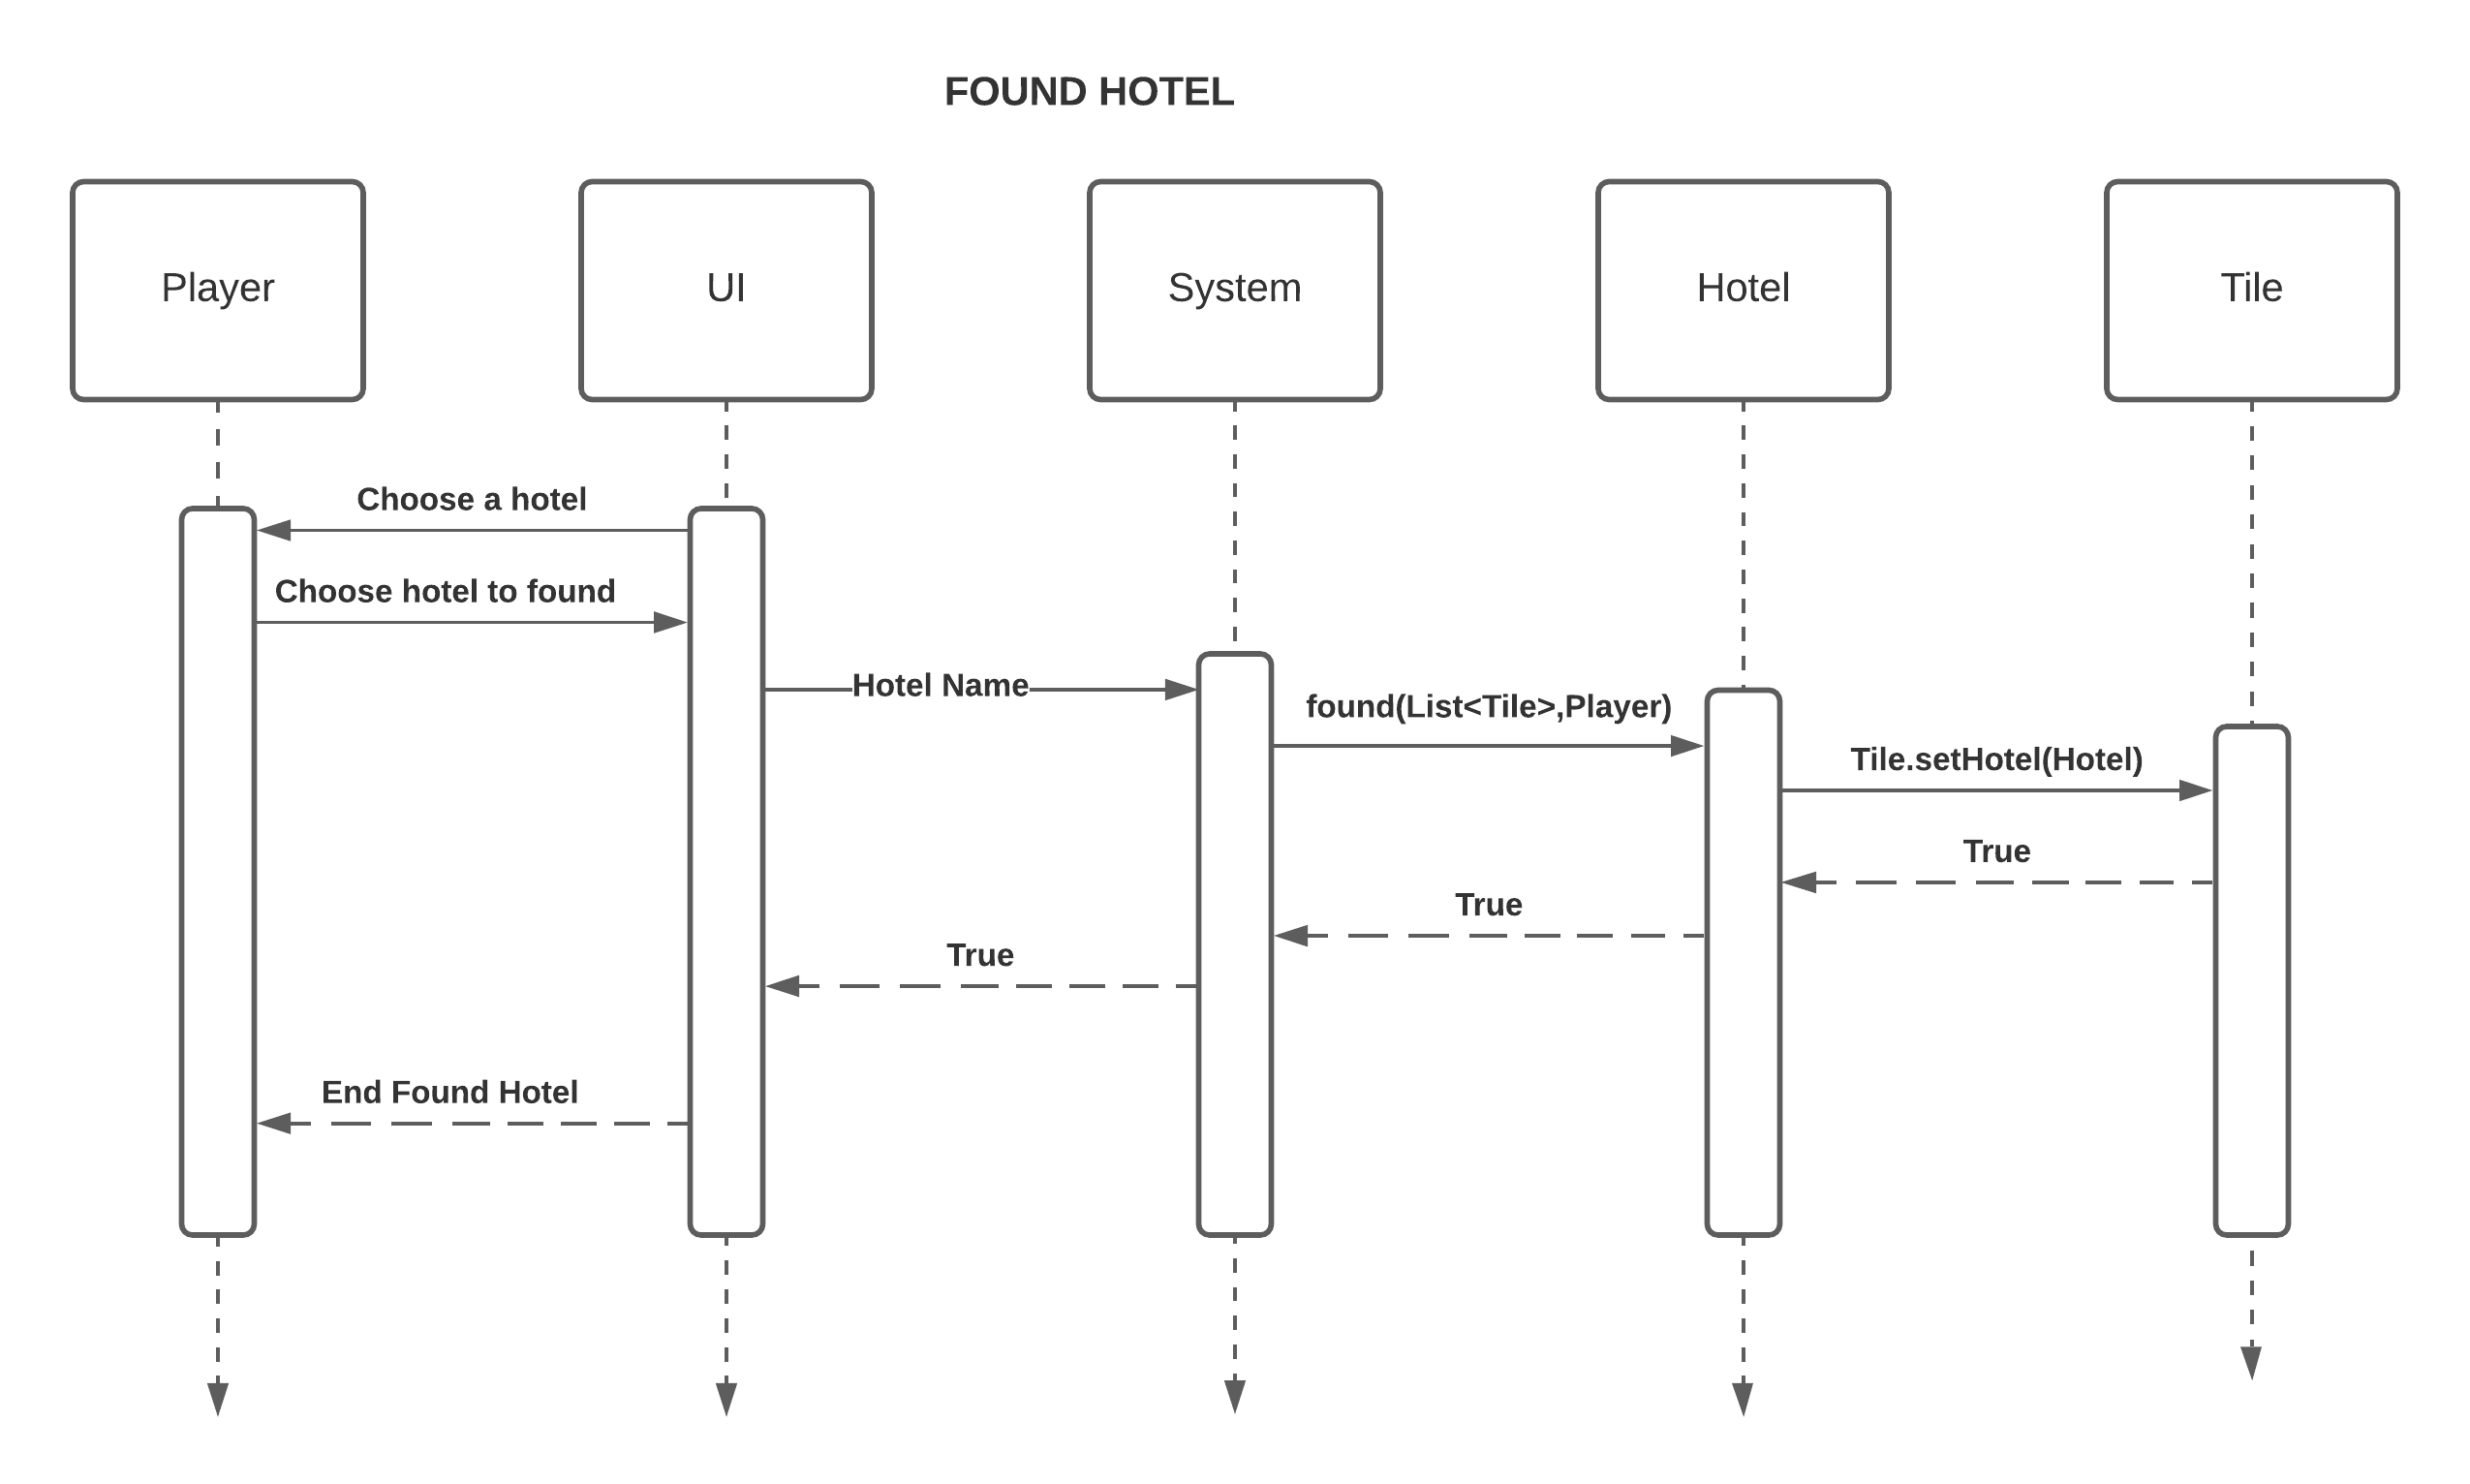 FOUND HOTEL
Player
UI
System
Hotel
Tile
Choose a hotel
Choose hotel to found
Hotel Name
found(List<Tile>,Player)
Tile.setHotel(Hotel)
True
True
True
End Found Hotel